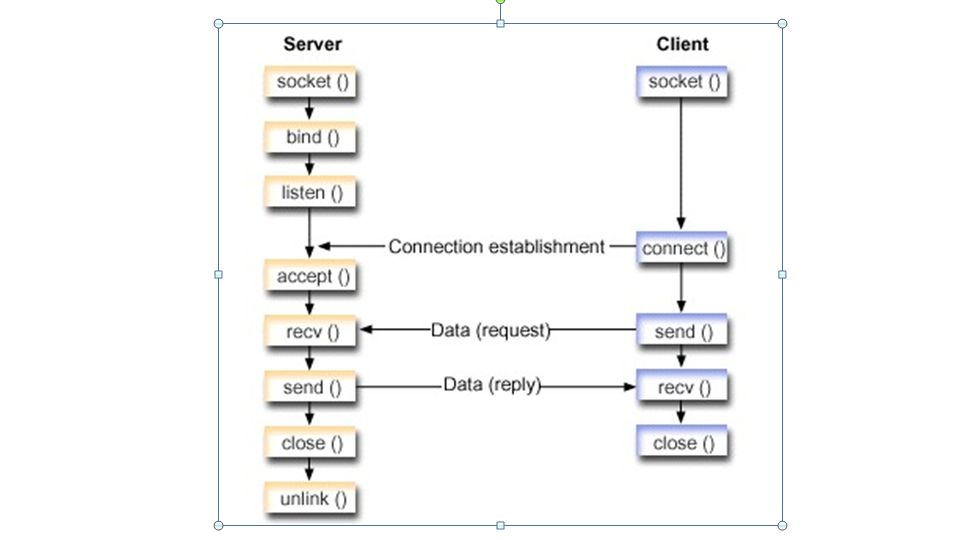 Server
Client
socket ()
socket ()
bind ()
listen ()
Connection establishment
connect ()
accept ()
recv ()
Data (request)
send ()
send ()
Data (reply)
recv ()
close ()
close ()
unlink ()